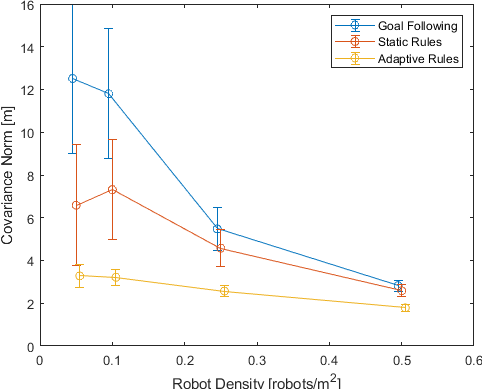 16
14
12
10
8
6
4
2
0
Covariance Norm [m]
Goal Following
Static Rules
Adaptive Rules
0 0.1 0.2 0.3 0.4 0.5 0.6
Robot Density [robots/m²]